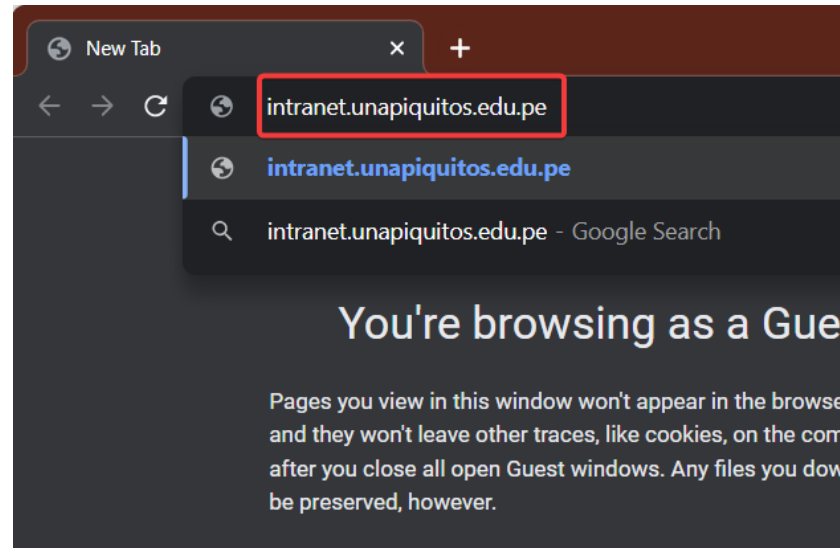 New Tab
intranet.unapiquitos.edu.pe
intranet.unapiquitos.edu.pe
intranet.unapiquitos.edu.pe - Google Search
You're browsing as a Gue
Pages you view in this window won't appear in the browse
and they won't leave other traces, like cookies, on the com
after you close all open Guest windows. Any files you dow
be preserved, however.